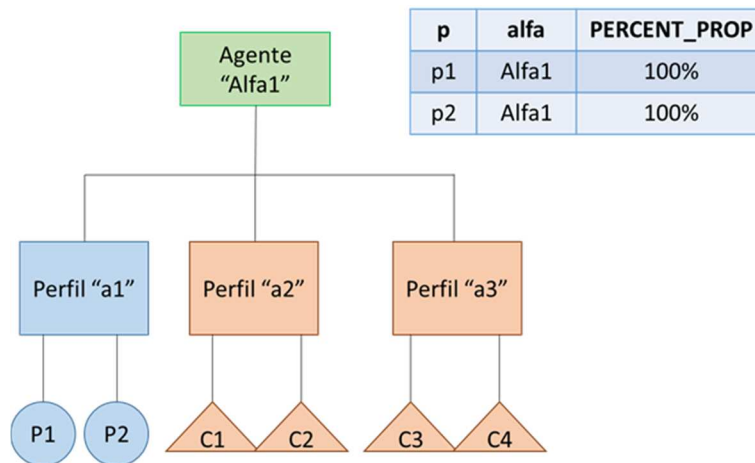 Agente
“Alfa1”
p alfa PERCENT_PROP
p1 Alfa1 100%
p2 Alfa1 100%
Perfil “a1” Perfil “a2” Perfil “a3”
P1 P2 C1 C2 C3 C4